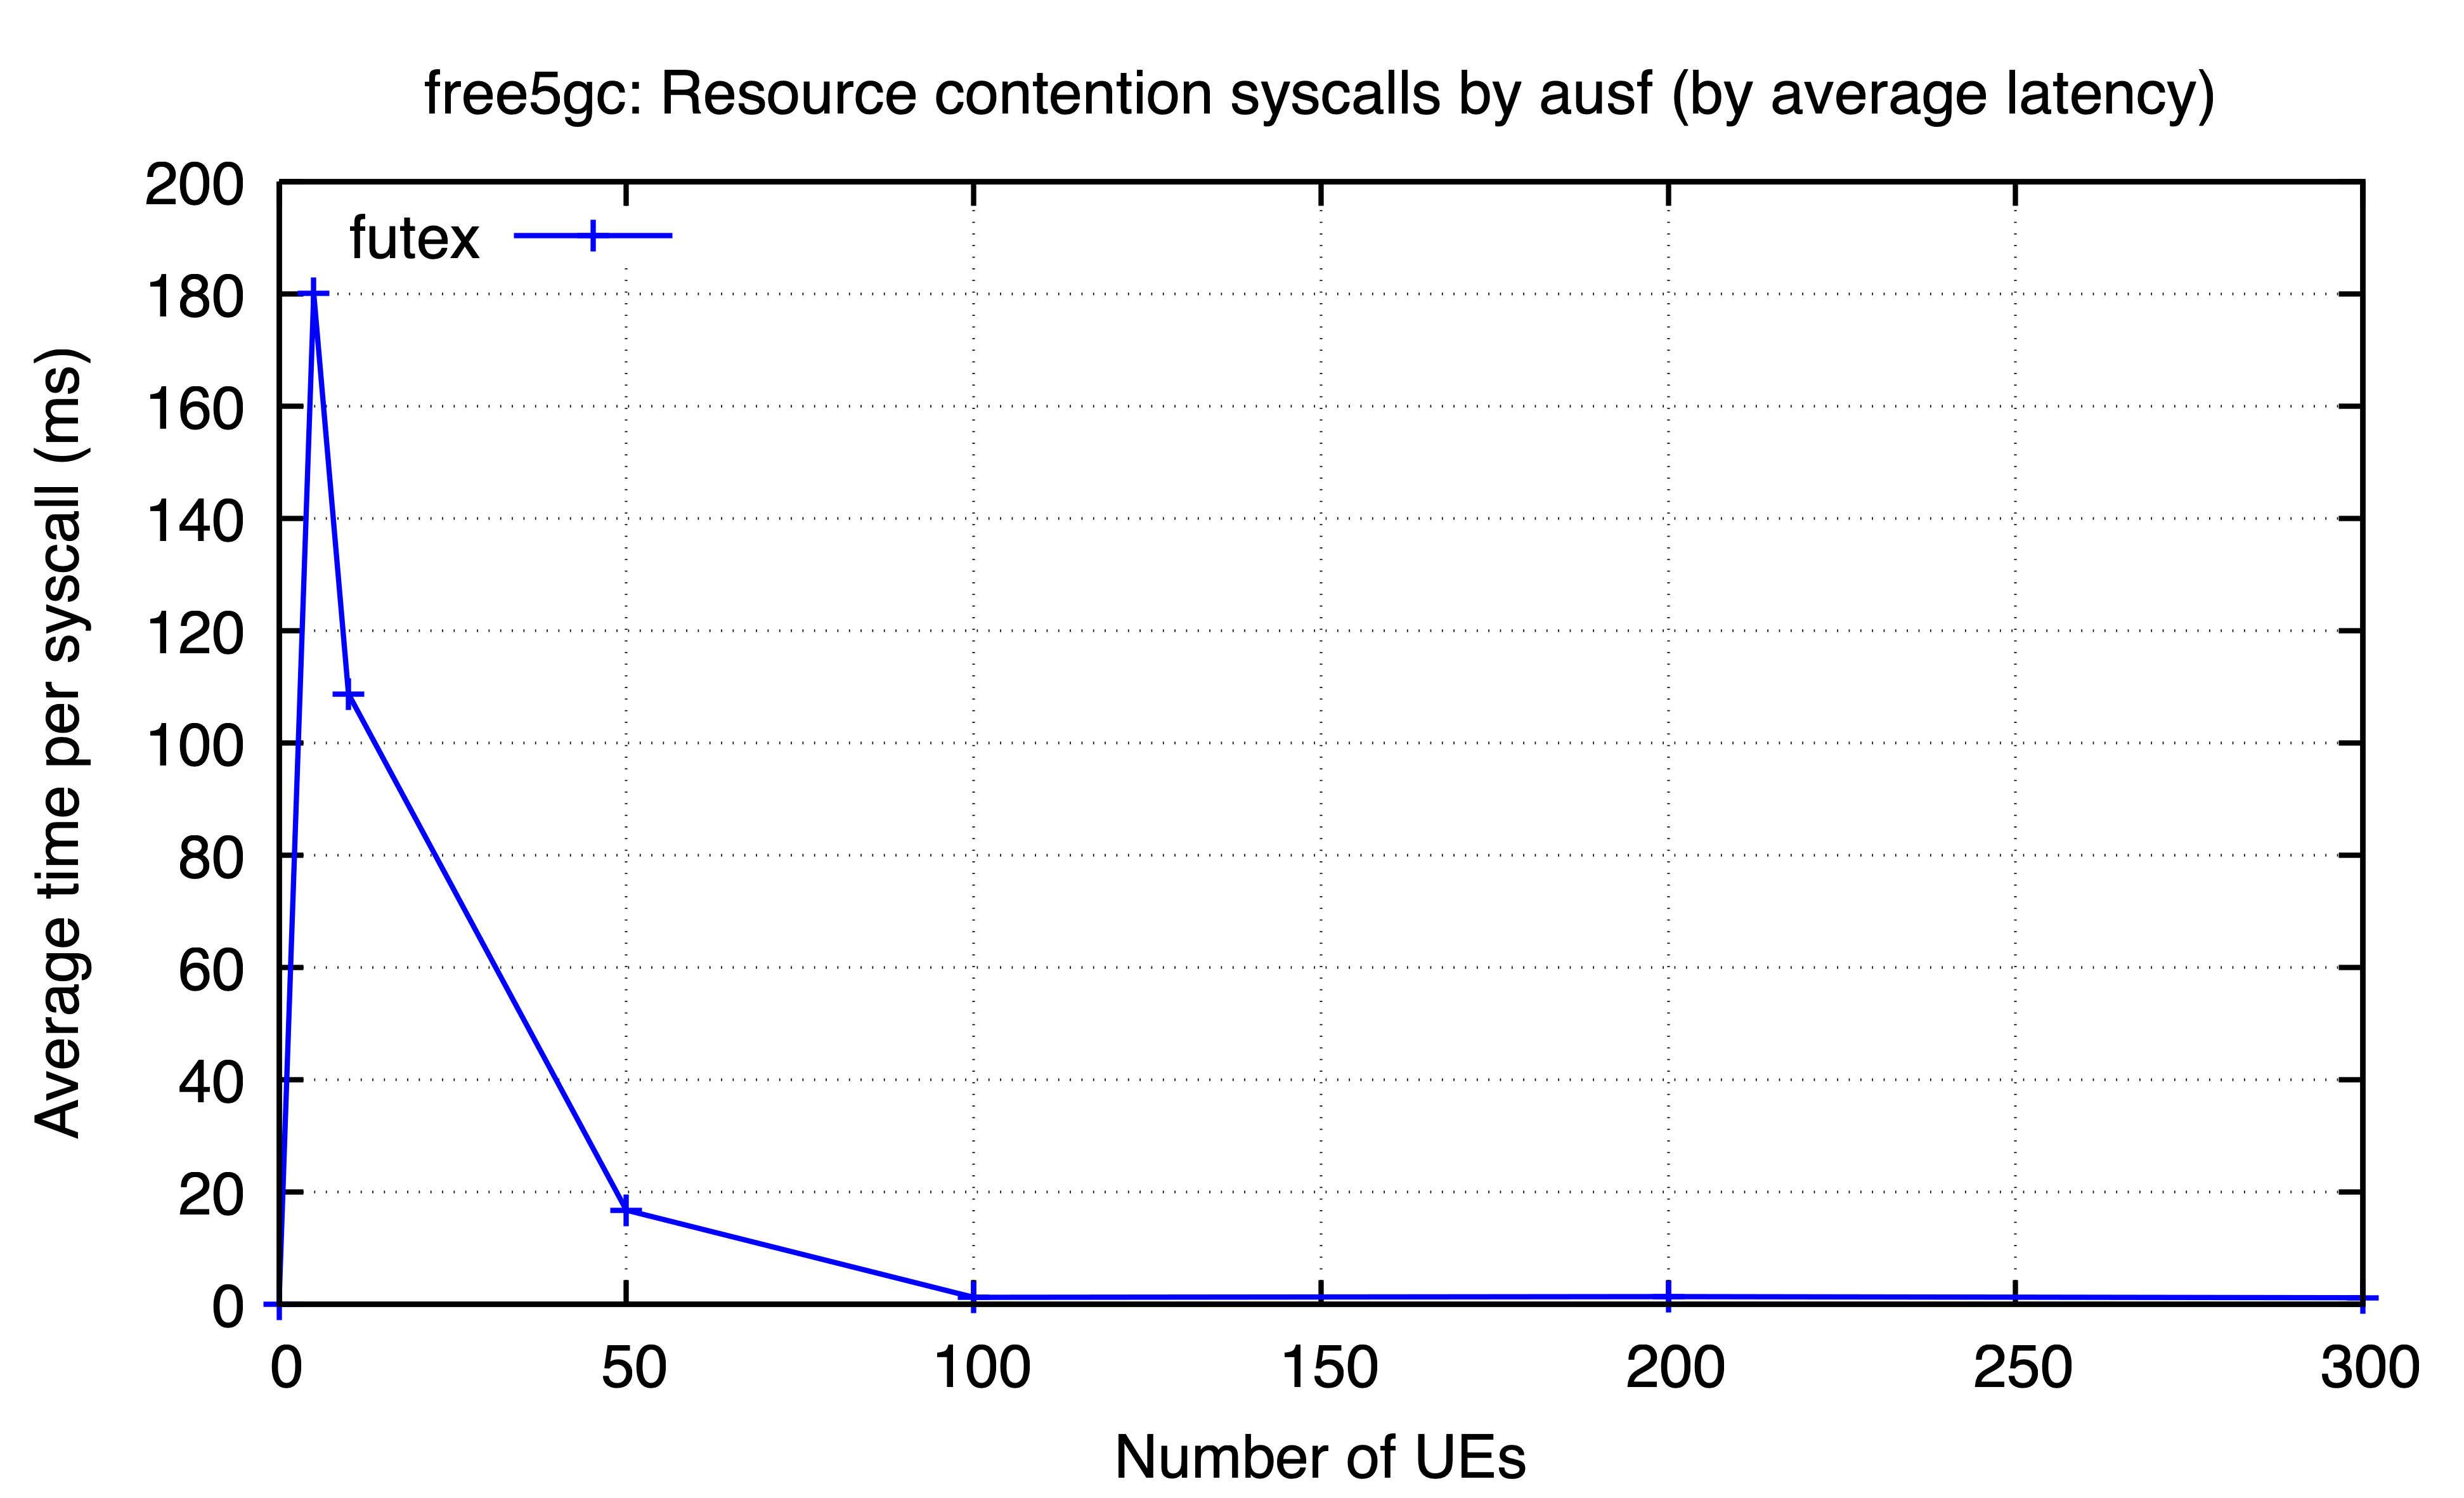 free5gc: Resource contention syscalls by ausf (by average latency)
futex
Average time per syscall (ms)
200
180
160
140
120
100
80
60
40
20
0
0 50 100 150 200 250 300
Number of UEs